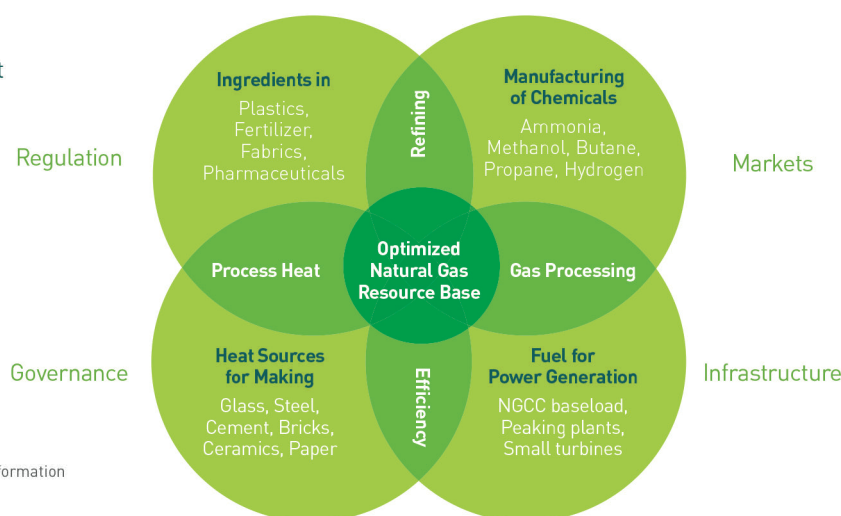 Ingredients in
Plastics,
Fertilizer,
Fabrics,
Pharmaceuticals
Refining
Manufacturing
of Chemicals
Ammonia,
Methanol, Butane,
Propane, Hydrogen
Regulation
Markets
Process Heat
Optimized
Natural Gas
Resource Base
Gas Processing
Governance
Heat Sources
for Making
Glass, Steel,
Cement, Bricks,
Ceramics, Paper
Efficiency
Fuel for
Power Generation
NGCC baseload,
Peaking plants,
Small turbines
Infrastructure